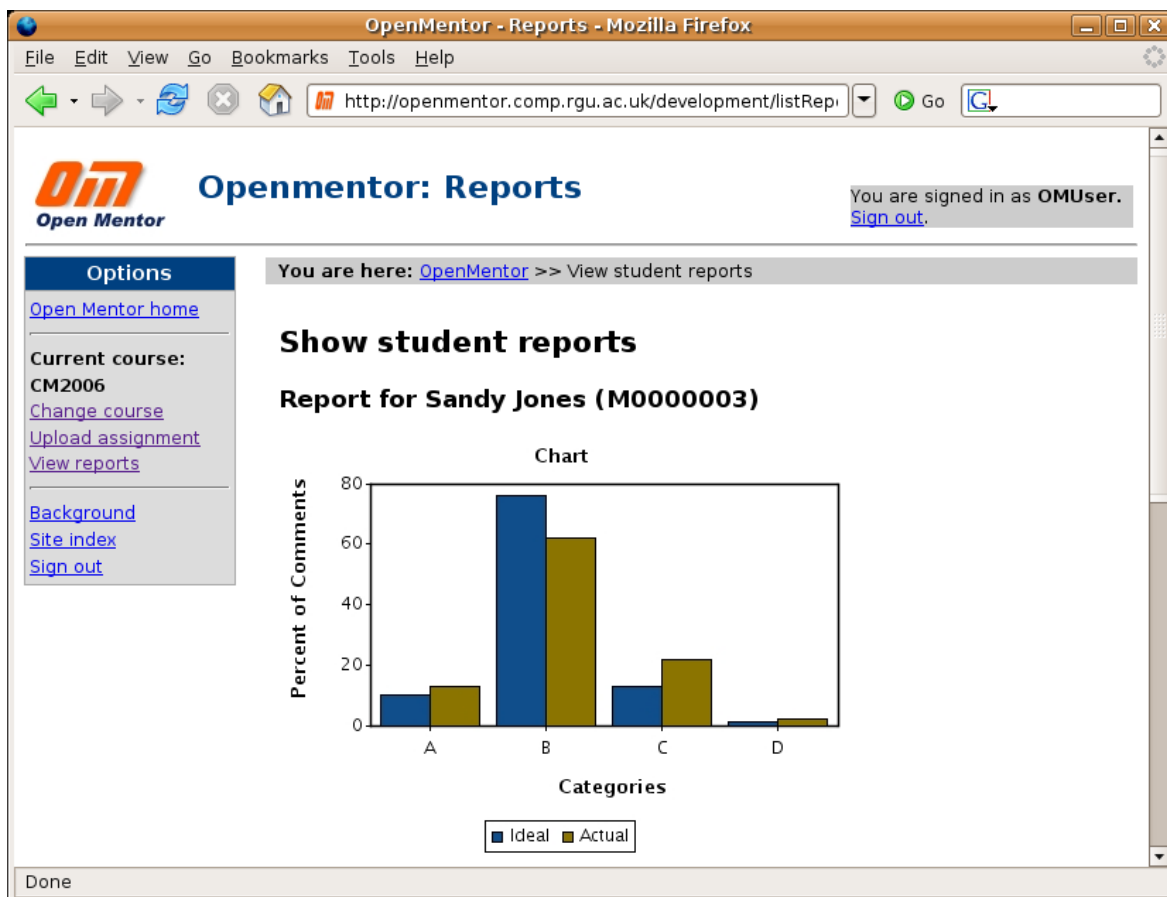 OpenMentor - Reports - Mozilla Firefox
File Edit View Go Bookmarks Tools Help
http://openmentor.comp.rgu.ac.uk/development/listRep
Go
G
Om
Open Mentor
Openmentor: Reports
You are signed in as OMUser.
Sign out.
Options
Open Mentor home
Current course:
CM2006
Change course
Upload assignment
View reports
Background
Site index
Sign out
You are here: OpenMentor >> View student reports
Show student reports
Report for Sandy Jones (M0000003)
Chart
Percent of Comments
80
60
40
20
0
A B C D
Categories
Ideal Actual
Done